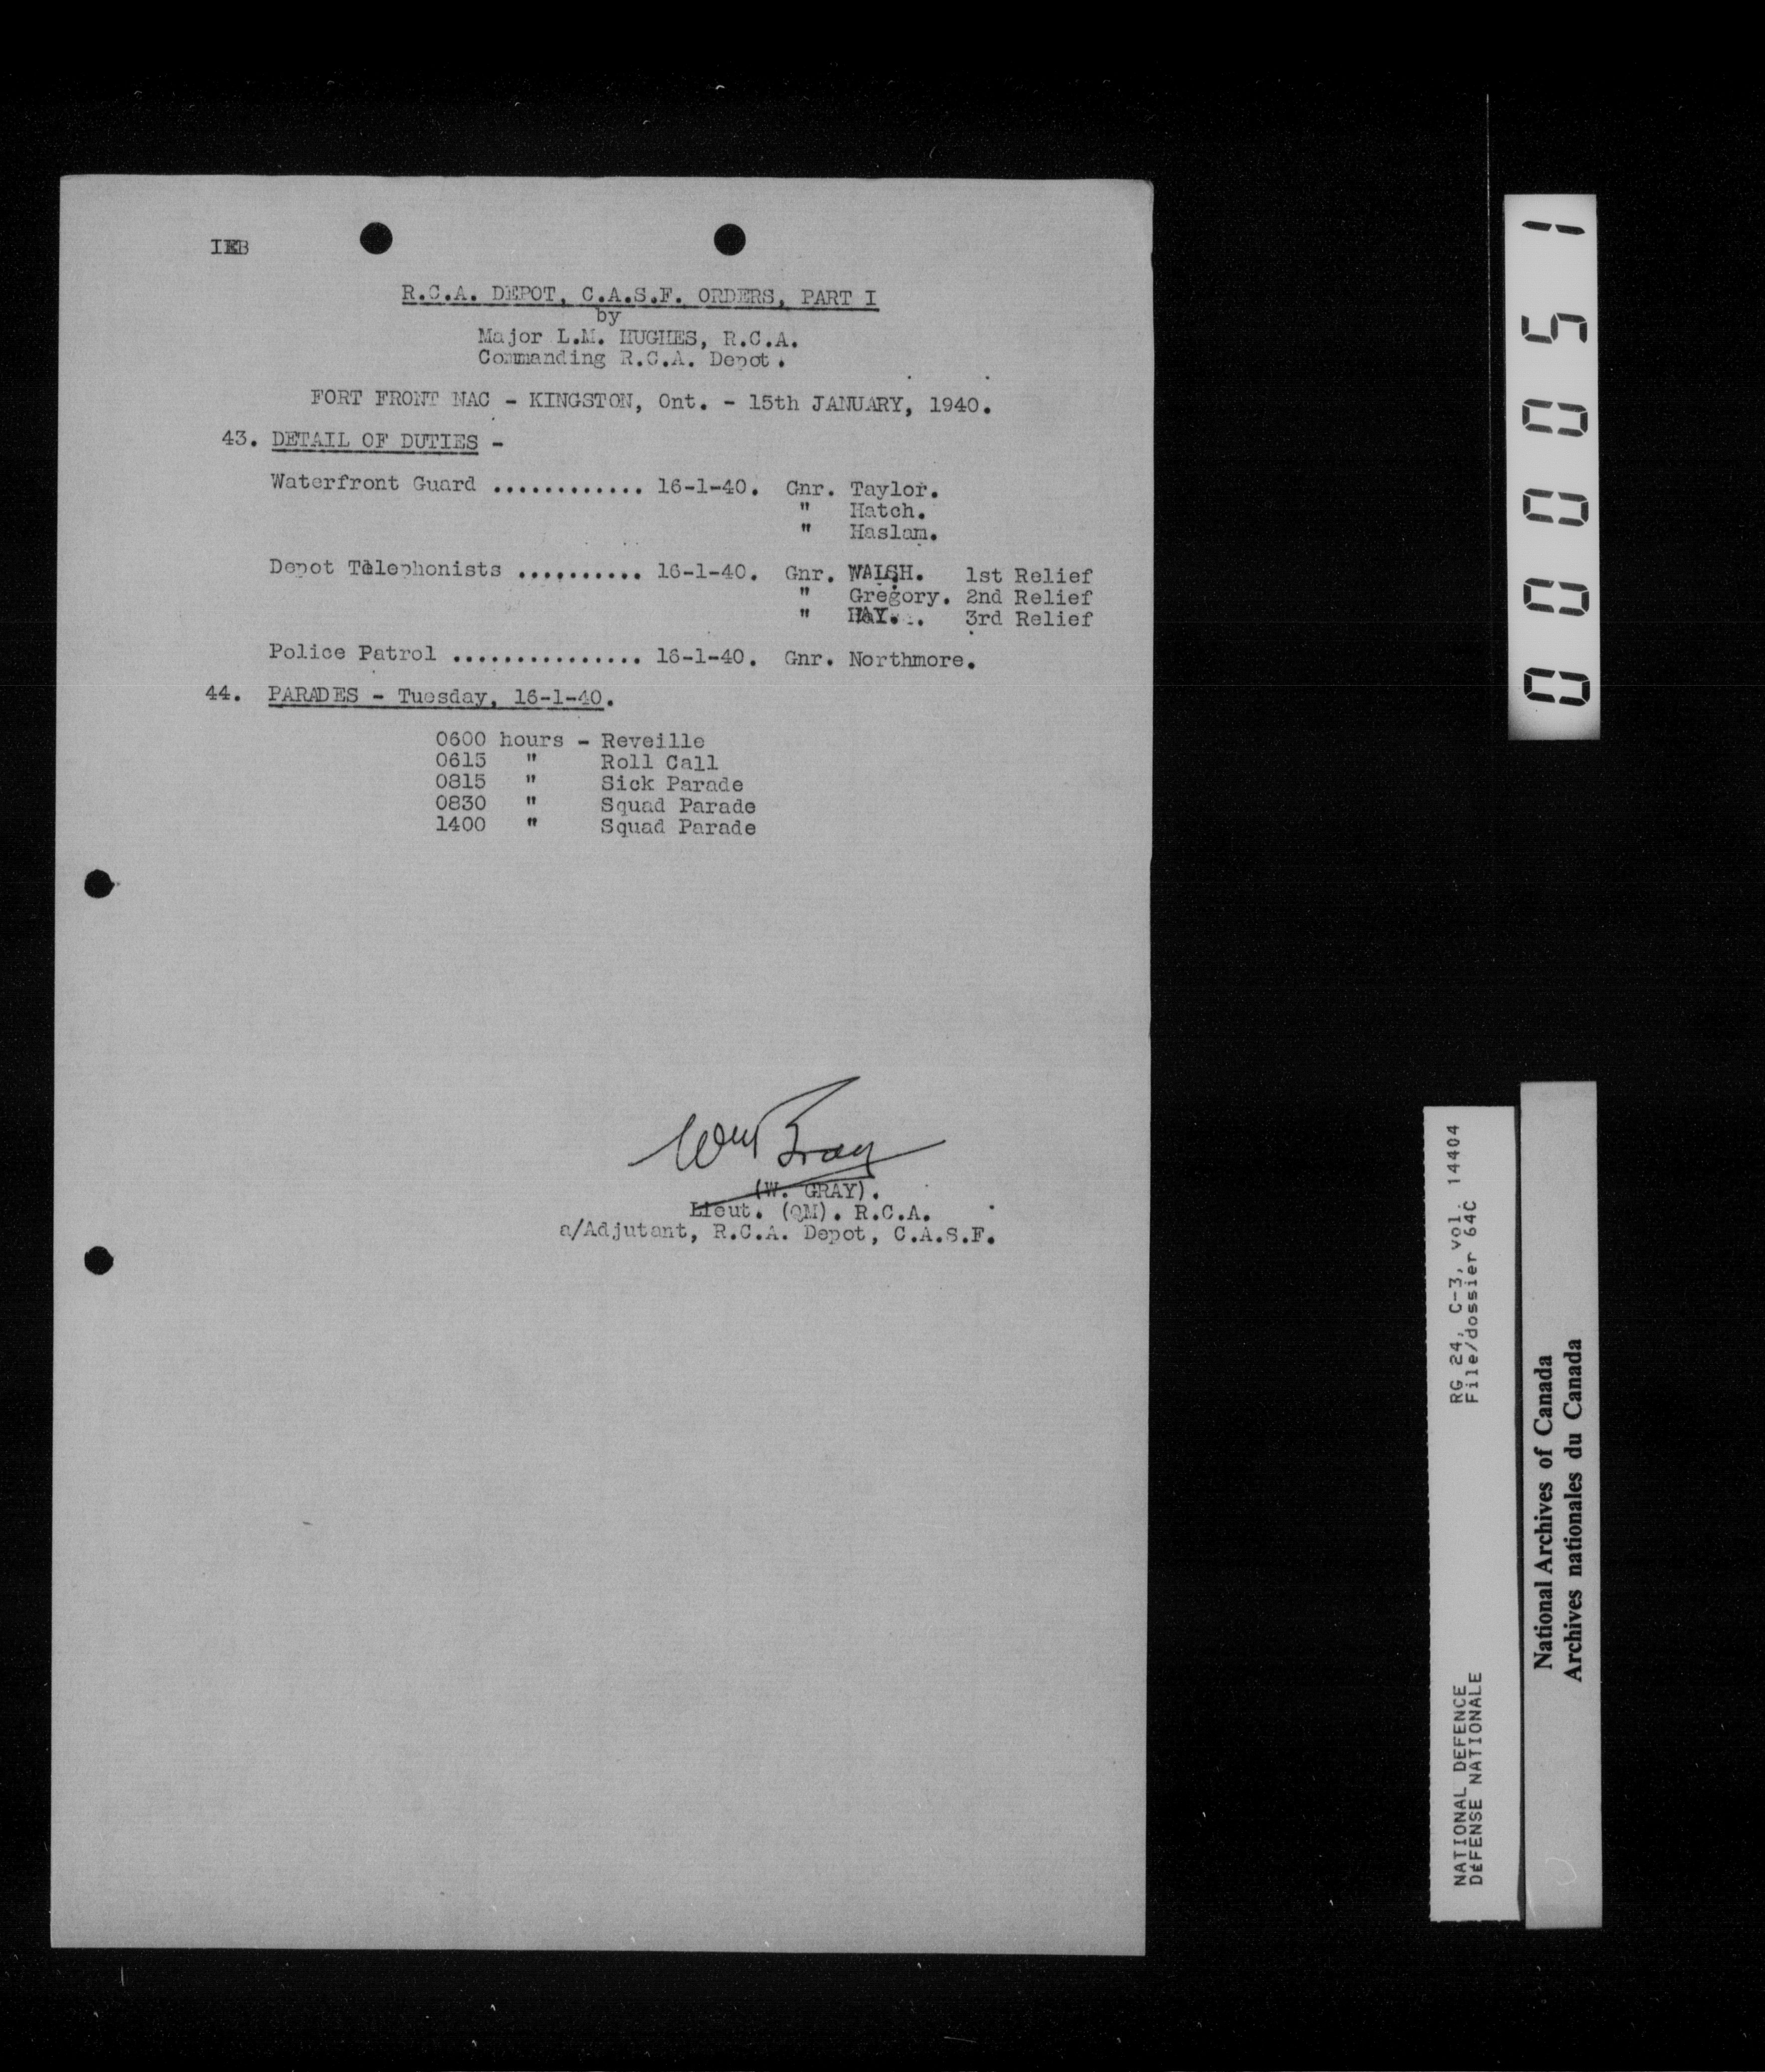 IEB
R.C.A. DEPOT, C.A.S.F. ORDERS, PART I
by
Major L.M. HUGHES, R.C.A.
Commanding R.C.A. Depot.
FORT FRONT NAC - KINGSTON, Ont. - 15th JANUARY, 1940.
43. DETAIL OF DUTIES -
Waterfront Guard ............ 16-1-40. Gnr. Taylor.
" Hatch.
" Haslam.
Depot Telephonists .......... 16-1-40. Gnr. WALSH. 1st Relief
" Gregory. 2nd Relief
" HAY. 3rd Relief
Police Patrol ............... 16-1-40. Gnr. Northmore.
44. PARADES - Tuesday, 16-1-40.
0600 hours - Reveille
0615 " Roll Call
0815 " Sick Parade
0830 " Squad Parade
1400 " Squad Parade
Wm Gray
(W. GRAY).
Lieut. (QM). R.C.A.
a/Adjutant, R.C.A. Depot, C.A.S.F.
000051
RG 24, C-3, vol. 14404
File/dossier 64C
NATIONAL DEFENCE
DÉFENSE NATIONALE
National Archives of Canada
Archives nationales du Canada